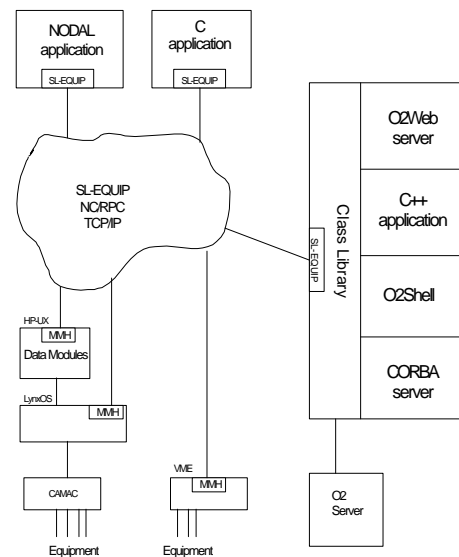 NODAL
application
SL-EQUIP
C
application
SL-EQUIP
SL-EQUIP
NC/RPC
TCP/IP
SL-EQUIP
Class Library
O2Web
server
C++
application
O2Shell
CORBA
server
HP-UX
MMH
Data Modules
LynxOS
MMH
CAMAC
Equipment
VME
MMH
Equipment
O2
Server